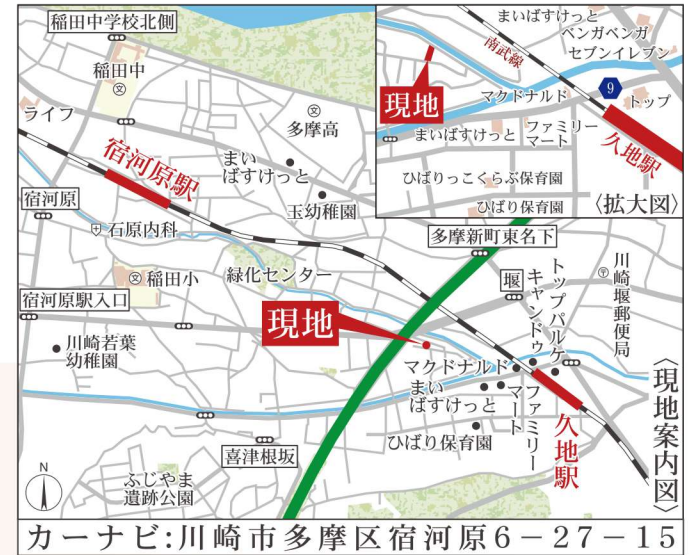 稲田中学校北側
稲田中
ライフ
宿河原駅
宿河原
石原内科
稲田小
宿河原駅入口
川崎若葉
幼稚園
緑化センター
多摩高
まい
ばすけっと
玉幼稚園
現地
喜津根坂
ふじやま
遺跡公園
N
まいばすけっと
ベンガベンガ
セブンイレブン
南武線
現地
マクドナルド
9
トップ
まいばすけっと
ファミリー
マート
久地駅
ひばりっこくらぶ保育園
ひばり保育園
〈拡大図〉
多摩新町東名下
堰
キャンドゥ
トップパルケ
川崎堰郵便局
マクドナルド
まい
ばすけっと
ファミリー
マート
ひばり保育園
久地駅
〈現地案内図〉
カーナビ:川崎市多摩区宿河原6－27－15